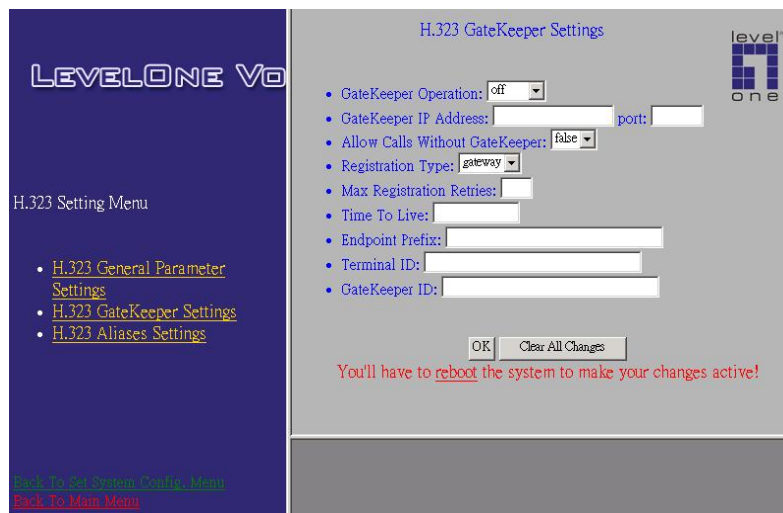 LEVELONE VO
H.323 Setting Menu
H.323 General Parameter
Settings
H.323 GateKeeper Settings
H.323 Aliases Settings
Back To Set System Config. Menu
Back To Main Menu
H.323 GateKeeper Settings
level
one
GateKeeper Operation: off
GateKeeper IP Address: port:
Allow Calls Without GateKeeper: false
Registration Type: gateway
Max Registration Retries:
Time To Live:
Endpoint Prefix:
Terminal ID:
GateKeeper ID:
OK Clear All Changes
You'll have to reboot the system to make your changes active!